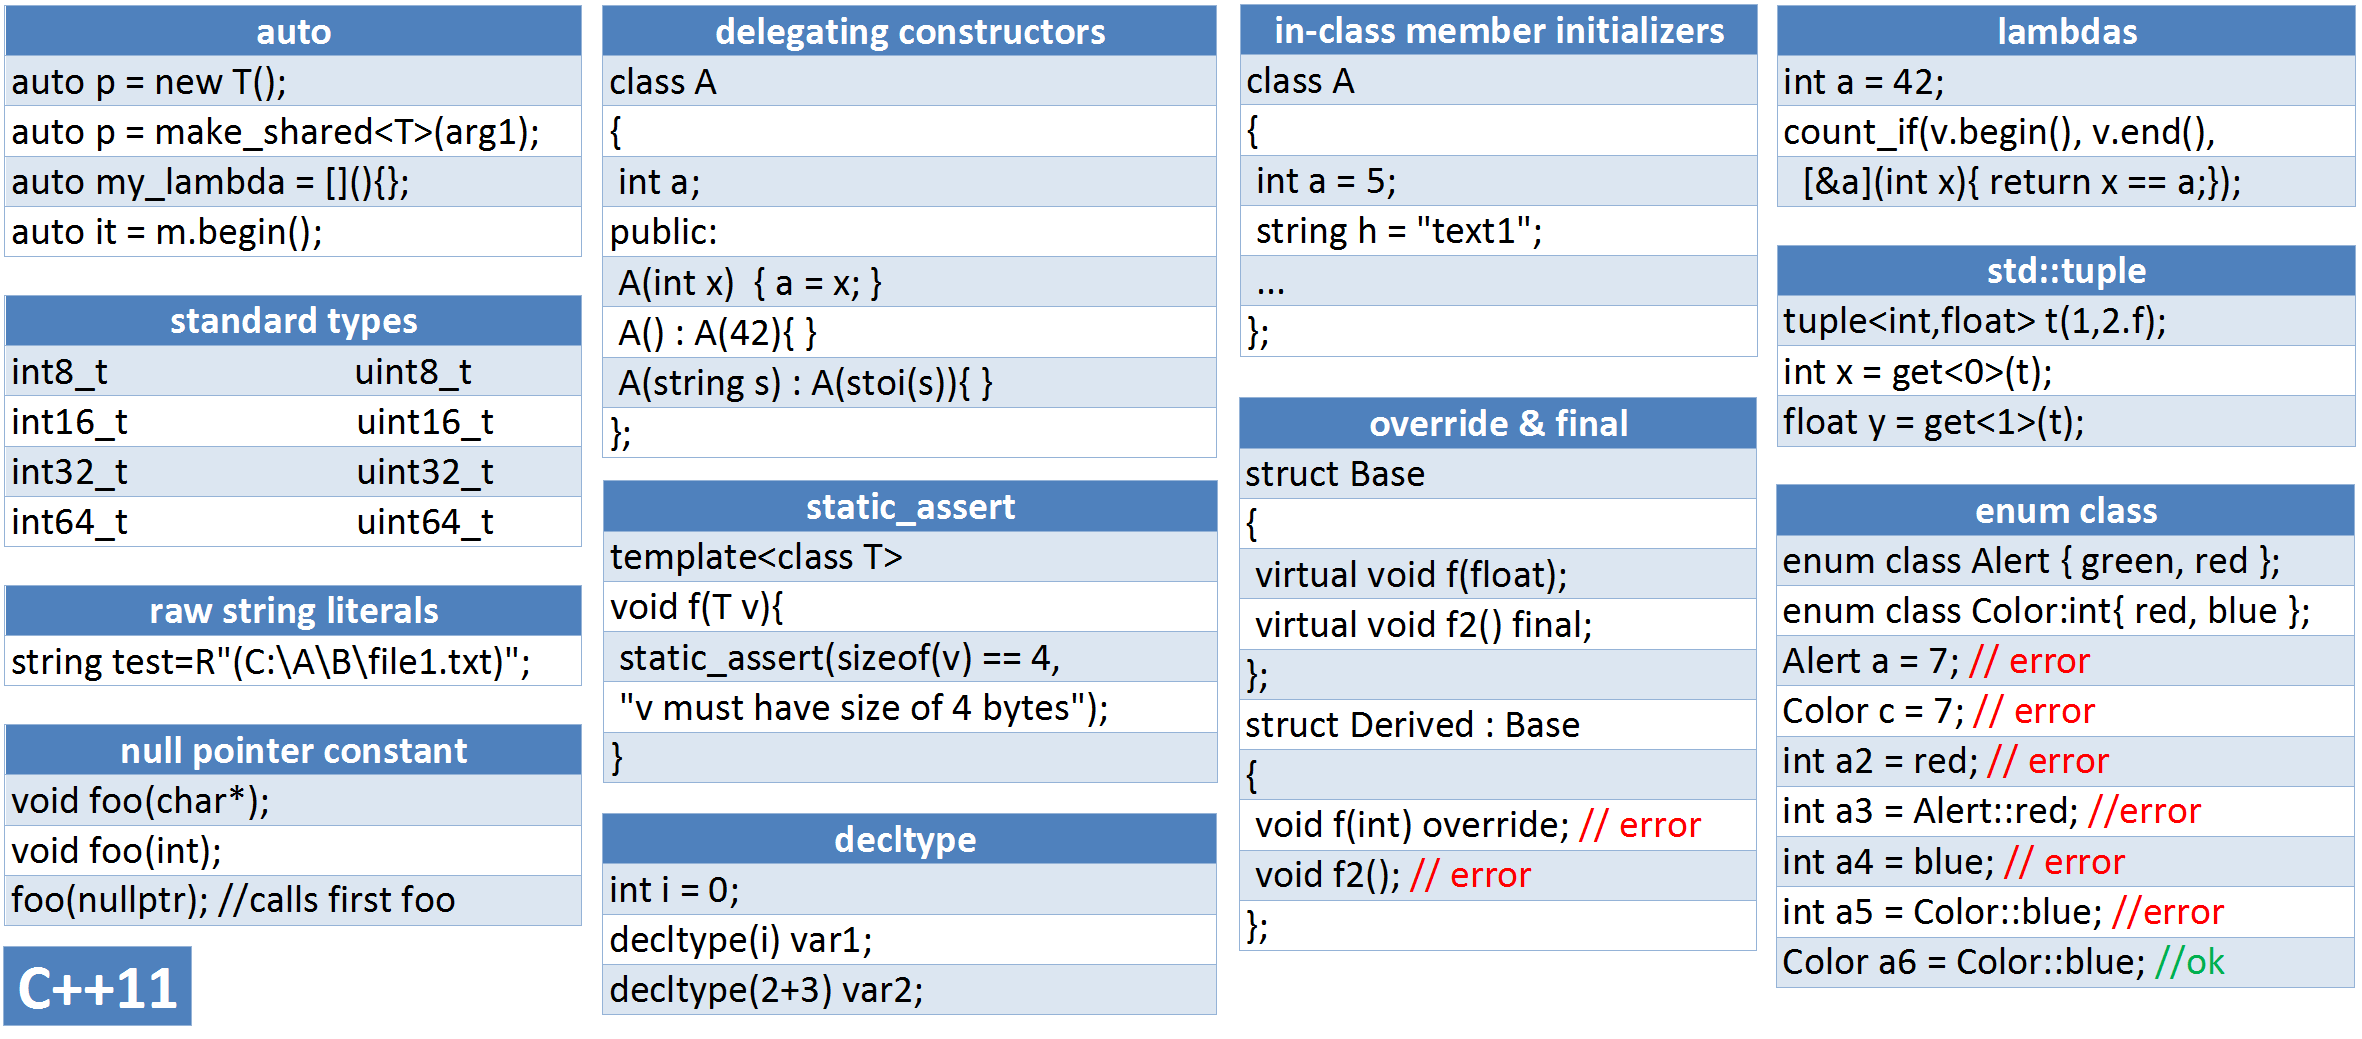 auto
auto p = new T();
auto p = make_shared<T>(arg1);
auto my_lambda = [](){};
auto it = m.begin();
standard types
int8_t uint8_t
int16_t uint16_t
int32_t uint32_t
int64_t uint64_t
raw string literals
string test=R"(C:\A\B\file1.txt)";
null pointer constant
void foo(char*);
void foo(int);
foo(nullptr); //calls first foo
C++11
delegating constructors
class A
{
int a;
public:
A(int x)  { a = x; }
A() : A(42){ }
A(string s) : A(stoi(s)){ }
};
static_assert
template<class T>
void f(T v){
static_assert(sizeof(v) == 4,
"v must have size of 4 bytes");
}
decltype
int i = 0;
decltype(i) var1;
decltype(2+3) var2;
in-class member initializers
class A
{
int a = 5;
string h = "text1";
...
};
override & final
struct Base
{
virtual void f(float);
virtual void f2() final;
};
struct Derived : Base
{
void f(int) override; // error
void f2(); // error
};
lambdas
int a = 42;
count_if(v.begin(), v.end(),
[&a](int x){ return x == a;});
std::tuple
tuple<int,float> t(1,2.f);
int x = get<0>(t);
float y = get<1>(t);
enum class
enum class Alert { green, red };
enum class Color:int{ red, blue };
Alert a = 7; // error
Color c = 7; // error
int a2 = red; // error
int a3 = Alert::red; //error
int a4 = blue; // error
int a5 = Color::blue; //error
Color a6 = Color::blue; //ok